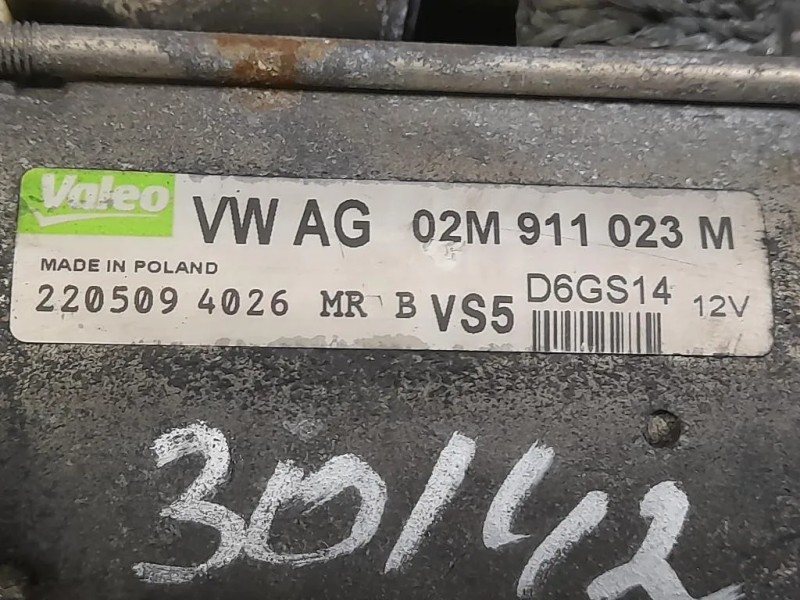 Valeo VW AG 02M 911 023 M
MADE IN POLAND
220509 4026 MR B VS5 D6GS14 12V
30142